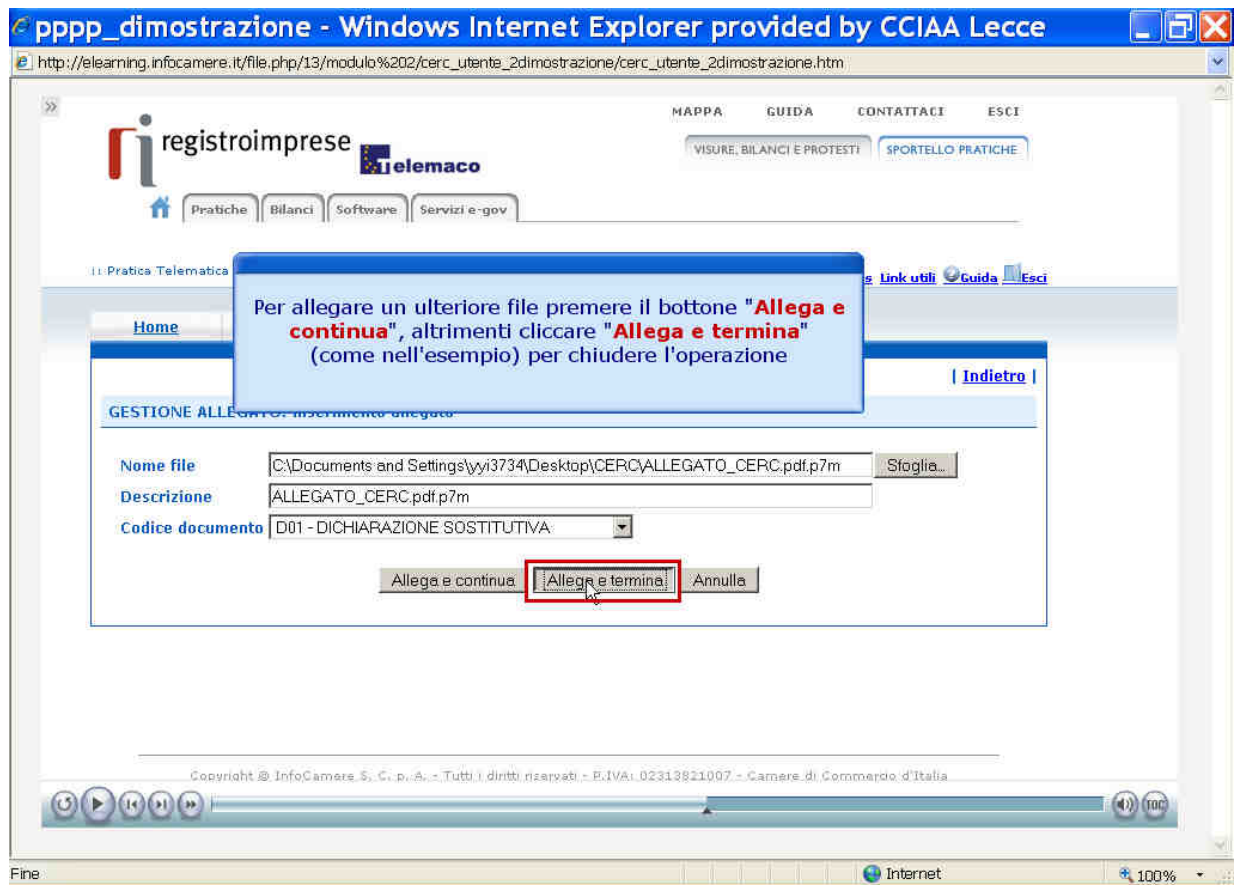 pppp_dimostrazione - Windows Internet Explorer provided by CCIAA Lecce
http://elearning.infocamere.it/file.php/13/modulo%202/cerc_utente_2dimostrazione/cerc_utente_2dimostrazione.htm
MAPPA GUIDA CONTATTACI ESCI
registroimprese Telemaco
VISURE, BILANCI E PROTESTI SPORTELLO PRATICHE
Pratiche Bilanci Software Servizi e-gov
:: Pratica Telematica
Link utili Guida Esci
Per allegare un ulteriore file premere il bottone "Allega e
continua", altrimenti cliccare "Allega e termina"
(come nell'esempio) per chiudere l'operazione
Home
| Indietro |
GESTIONE ALLEGATO: Inserimento allegato
Nome file C:\Documents and Settings\yyi3734\Desktop\CERC\ALLEGATO_CERC.pdf.p7m Sfoglia...
Descrizione ALLEGATO_CERC.pdf.p7m
Codice documento D01 - DICHIARAZIONE SOSTITUTIVA
Allega e continua Allega e termina Annulla
Copyright @ InfoCamere S. C. p. A. - Tutti i diritti riservati - P.IVA: 02313821007 - Camere di Commercio d'Italia
TOC
Fine Internet 100%